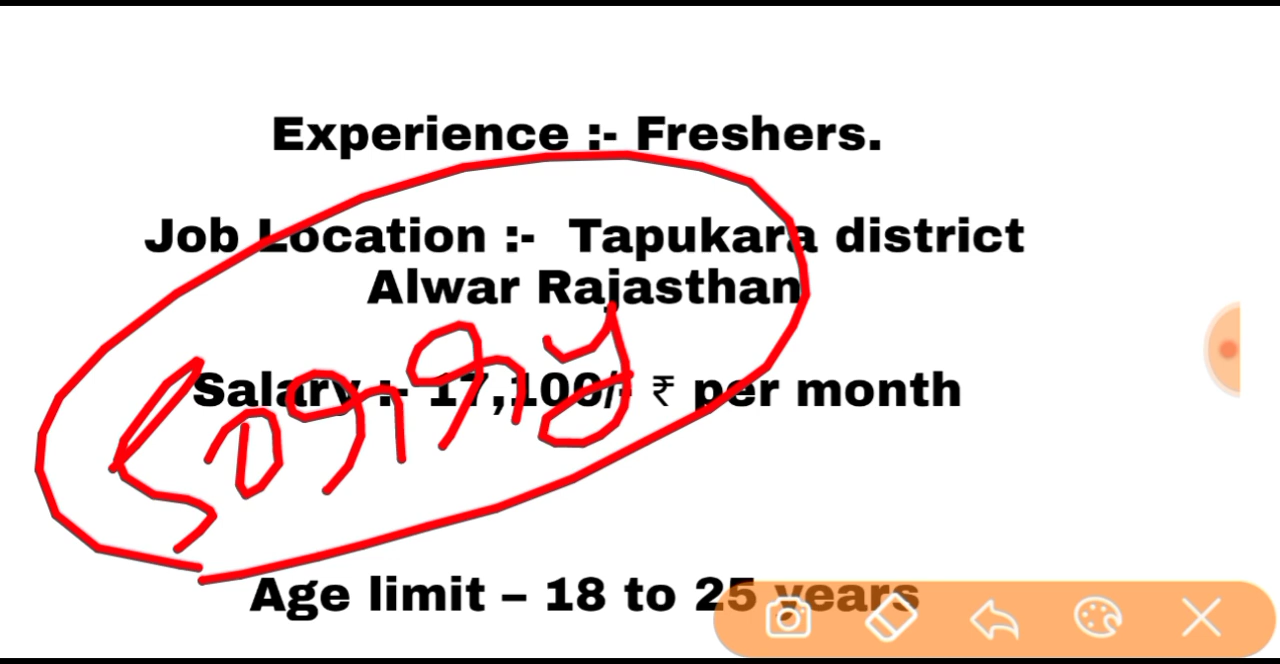 Experience :- Freshers.
Job Location :- Tapukara district
Alwar Rajasthan
Salary :- 17,100/- ₹ per month
Age limit – 18 to 25 years